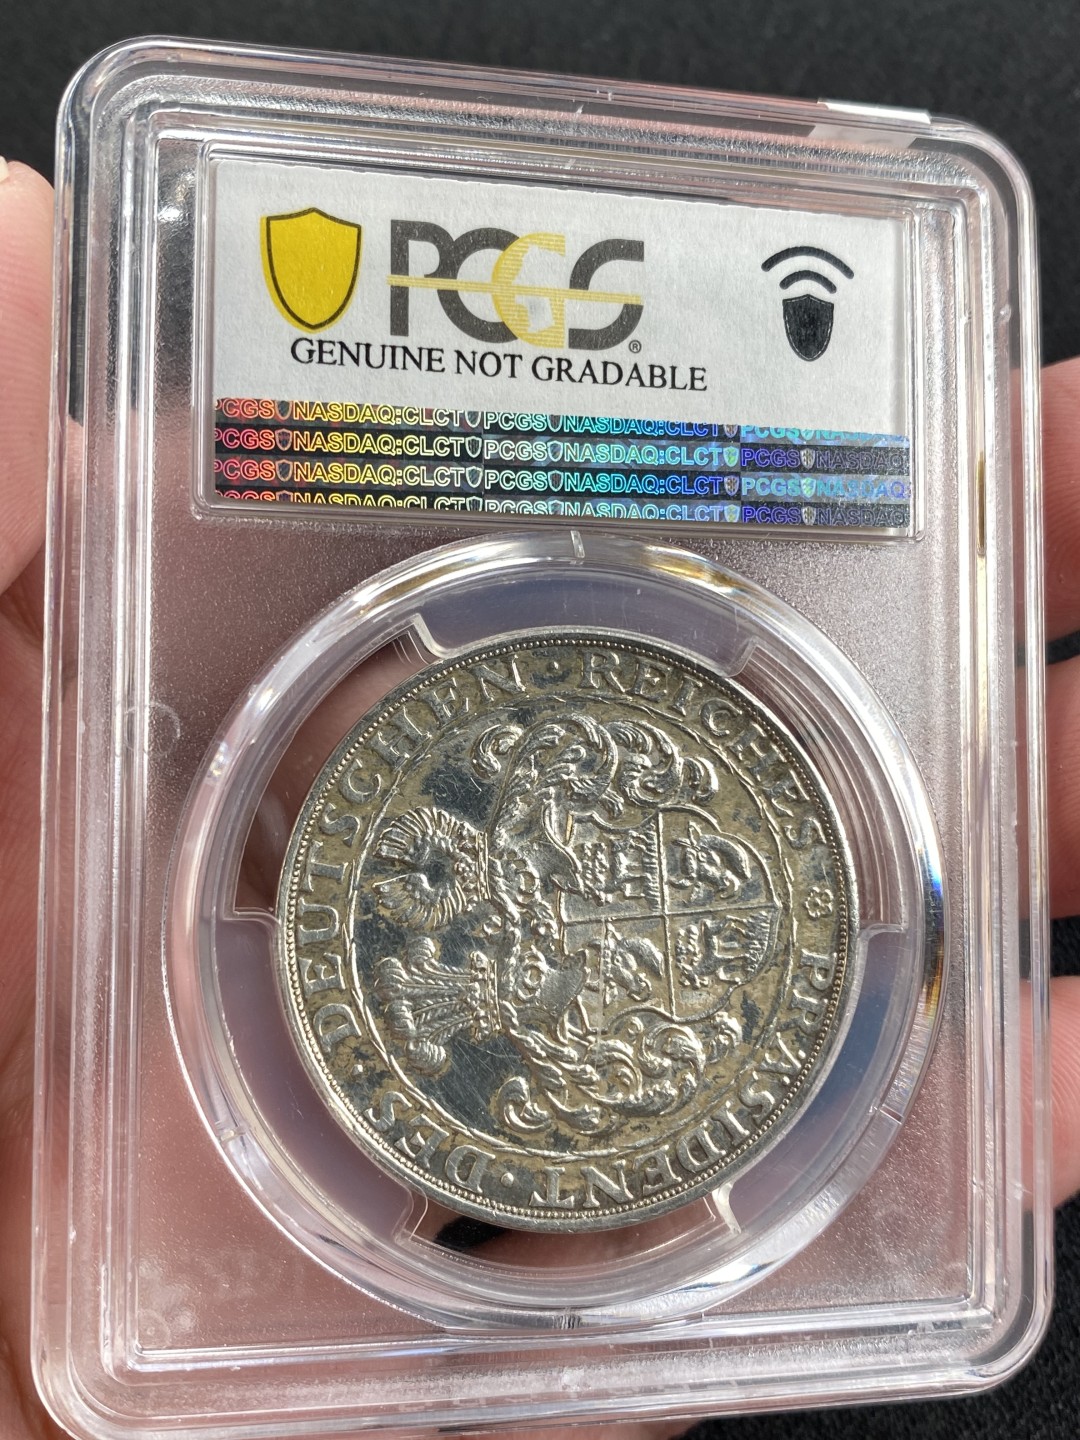 PCGS®
GENUINE NOT GRADABLE
PCGS NASDAQ:CLCT PCGS NASDAQ:CLCT PCGS NASDAQ
PCGS NASDAQ:CLCT PCGS NASDAQ:CLCT PCGS NASDAQ
PCGS NASDAQ:CLCT PCGS NASDAQ:CLCT PCGS NASDAQ:
PCGS NASDAQ:CLCT PCGS NASDAQ:CLCT PCGS NASDAQ
PRÄSIDENT · DES · DEUTSCHEN · REICHES